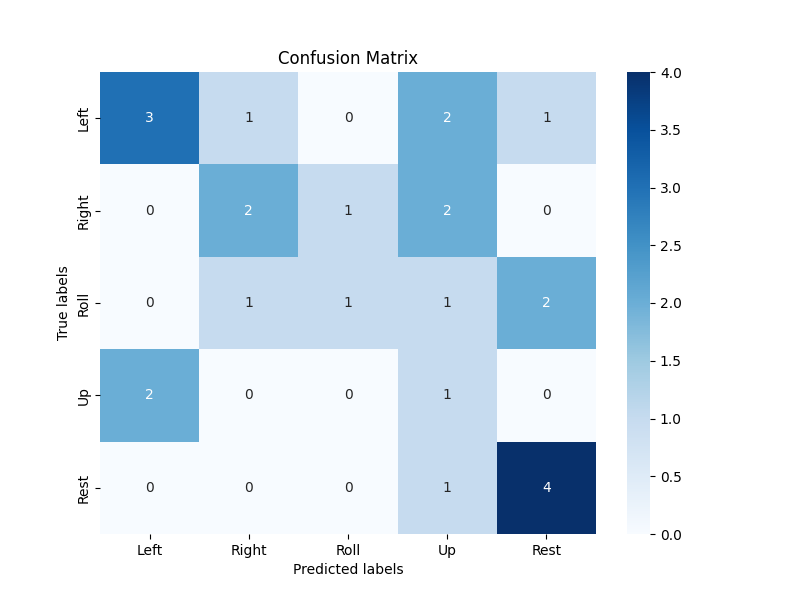 Confusion Matrix
True labels
Left 3 1 0 2 1
Right 0 2 1 2 0
Roll 0 1 1 1 2
Up 2 0 0 1 0
Rest 0 0 0 1 4
Left Right Roll Up Rest
Predicted labels
4.0
3.5
3.0
2.5
2.0
1.5
1.0
0.5
0.0